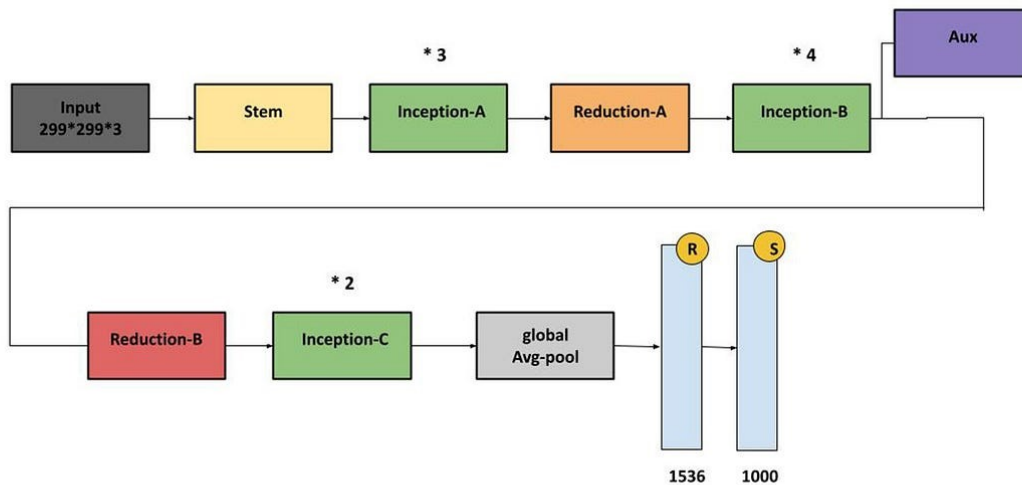 Aux
* 3
* 4
Input
299*299*3
Stem
Inception-A
Reduction-A
Inception-B
R
S
* 2
Reduction-B
Inception-C
global
Avg-pool
1536
1000